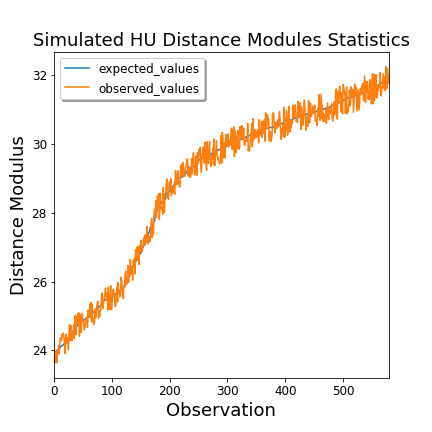 Simulated HU Distance Modules Statistics
expected_values
observed_values
Distance Modulus
32
30
28
26
24
0 100 200 300 400 500
Observation